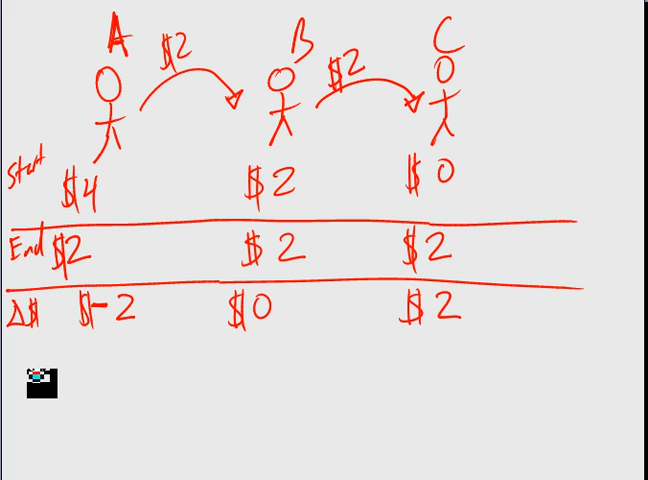 A $2 B $2 C
Start $4 $2 $0
End $2 $2 $2
Δ$ $-2 $0 $2